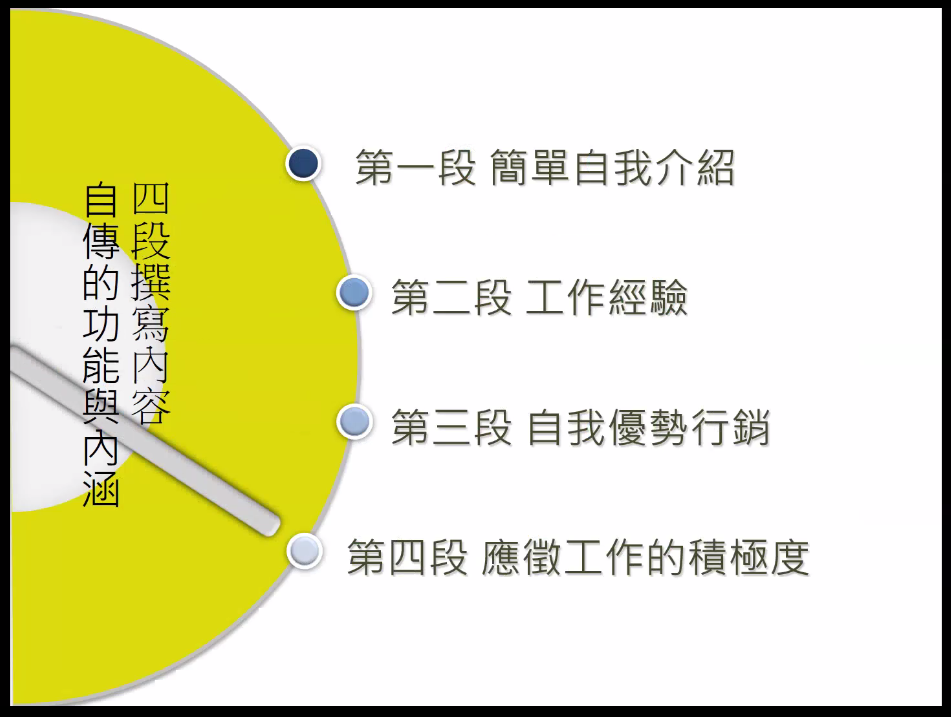 四段撰寫內容
自傳的功能與內涵
第一段 簡單自我介紹
第二段 工作經驗
第三段 自我優勢行銷
第四段 應徵工作的積極度